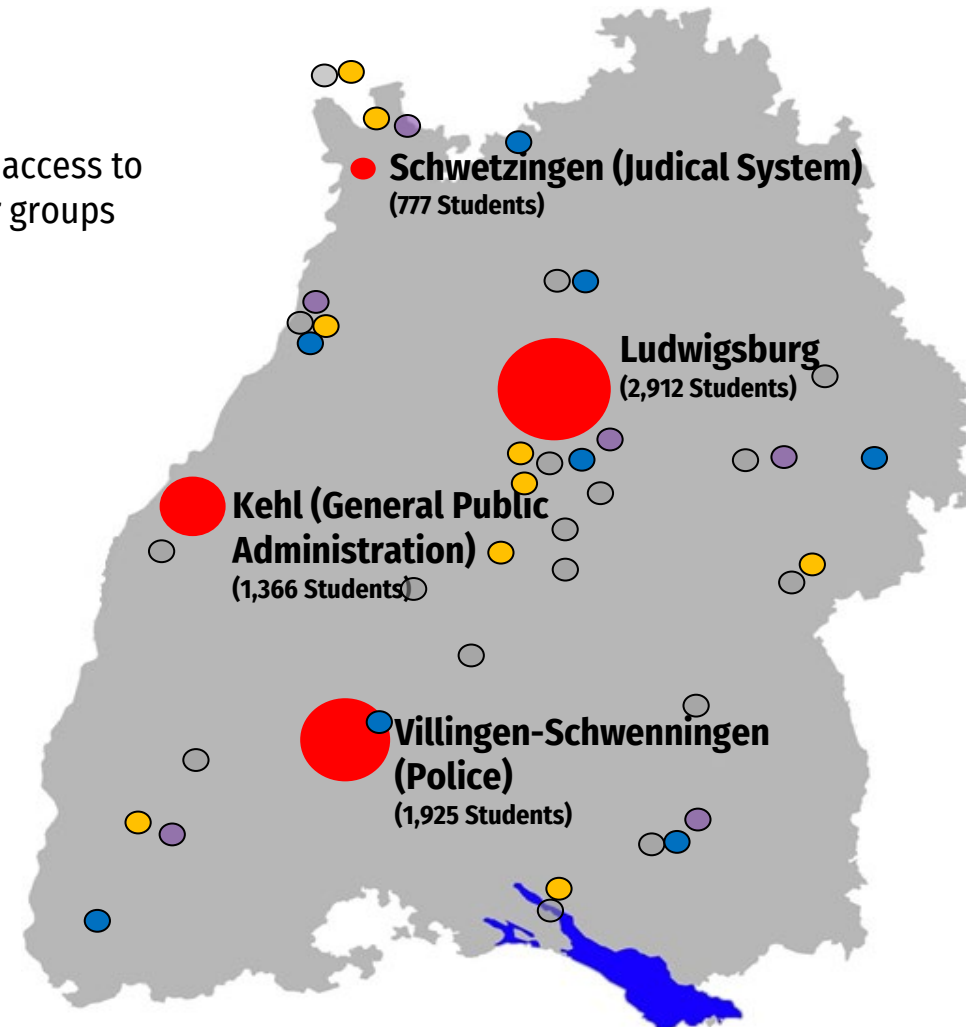 access to
groups
Schwetzingen (Judical System)
(777 Students)
Ludwigsburg
(2,912 Students)
Kehl (General Public
Administration)
(1,366 Students)
Villingen-Schwenningen
(Police)
(1,925 Students)